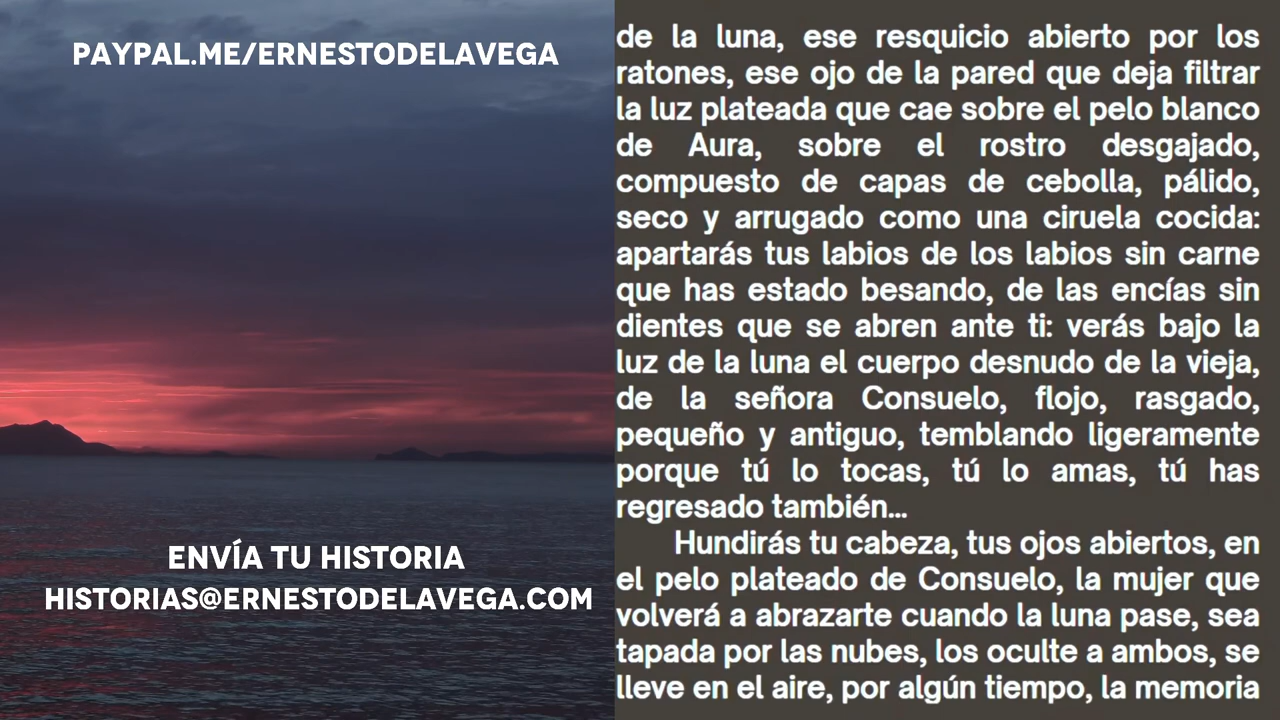 PAYPAL.ME/ERNESTODELAVEGA
ENVÍA TU HISTORIA
HISTORIAS@ERNESTODELAVEGA.COM
de la luna, ese resquicio abierto por los
ratones, ese ojo de la pared que deja filtrar
la luz plateada que cae sobre el pelo blanco
de Aura, sobre el rostro desgajado,
compuesto de capas de cebolla, pálido,
seco y arrugado como una ciruela cocida:
apartarás tus labios de los labios sin carne
que has estado besando, de las encías sin
dientes que se abren ante ti: verás bajo la
luz de la luna el cuerpo desnudo de la vieja,
de la señora Consuelo, flojo, rasgado,
pequeño y antiguo, temblando ligeramente
porque tú lo tocas, tú lo amas, tú has
regresado también...
Hundirás tu cabeza, tus ojos abiertos, en
el pelo plateado de Consuelo, la mujer que
volverá a abrazarte cuando la luna pase, sea
tapada por las nubes, los oculte a ambos, se
lleve en el aire, por algún tiempo, la memoria